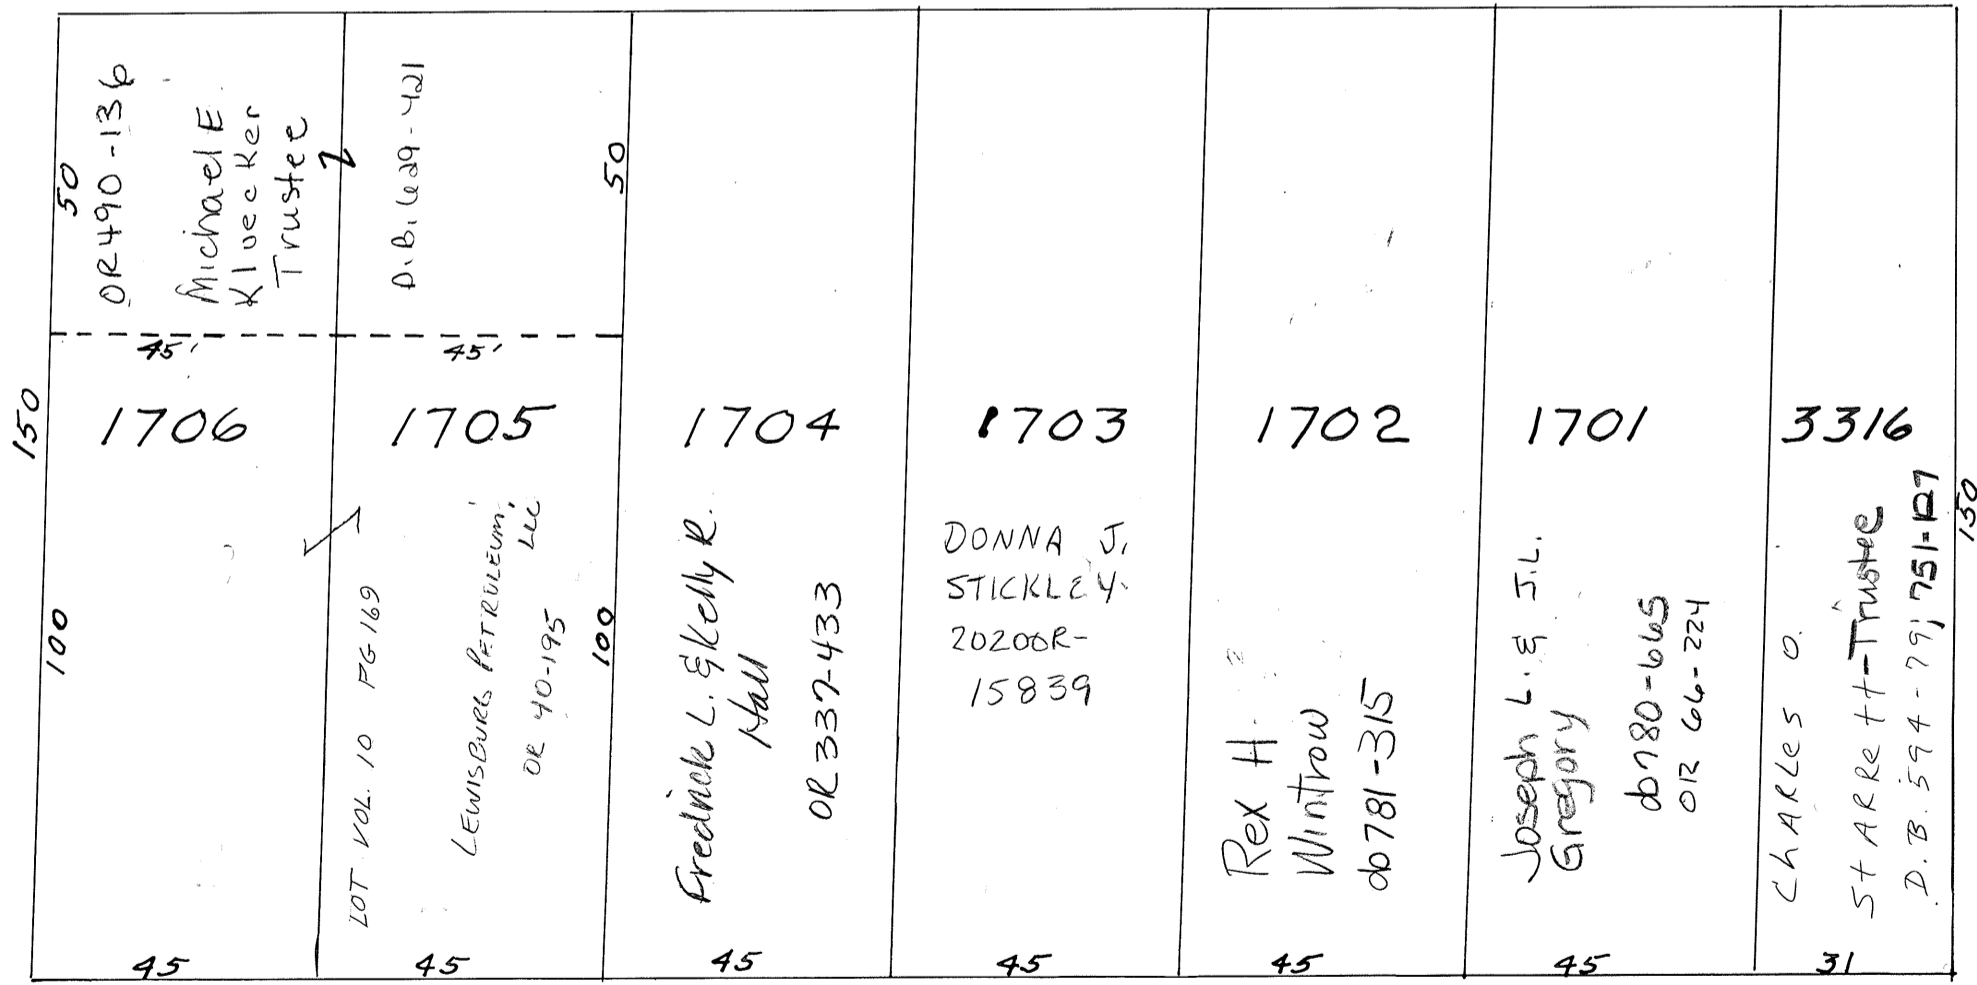 50
OR490-136
Michael E.
Kluecker
Trustee
D.B. 629-421
50
45'
45'
150
1706
1705
1704
1703
1702
1701
3316
150
100
LOT VOL. 10 PG 169
LEWISBURG PETROLEUM,
LLC
OR 40-195
100
Fredrick L. & Kelly R.
Hall
OR 337-433
DONNA J.
STICKLEY
2020OR-
15839
Rex H.
Wintrow
db781-315
Joseph L. & J.L.
Gregory
db780-665
OR 66-224
CHARLES O.
STARRett-Trustee
D.B. 594-79; 751-127
45
45
45
45
45
45
31